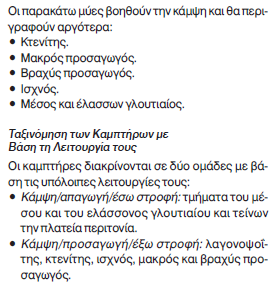 Οι παρακάτω μύες βοηθούν την κάμψη και θα περι-
γραφούν αργότερα:
• Κτενίτης.
• Μακρός προσαγωγός.
• Βραχύς προσαγωγός.
• Ισχνός.
• Μέσος και έλασσων γλουτιαίος.
Ταξινόμηση των Καμπτήρων με
Βάση τη Λειτουργία τους
Οι καμπτήρες διακρίνονται σε δύο ομάδες με βά-
ση τις υπόλοιπες λειτουργίες τους:
• Κάμψη/απαγωγή/έσω στροφή: τμήματα του μέ-
σου και του ελάσσονος γλουτιαίου και τείνων
την πλατεία περιτονία.
• Κάμψη/προσαγωγή/έξω στροφή: λαγονοψοΐ-
της, κτενίτης, ισχνός, μακρός και βραχύς προ-
σαγωγός.